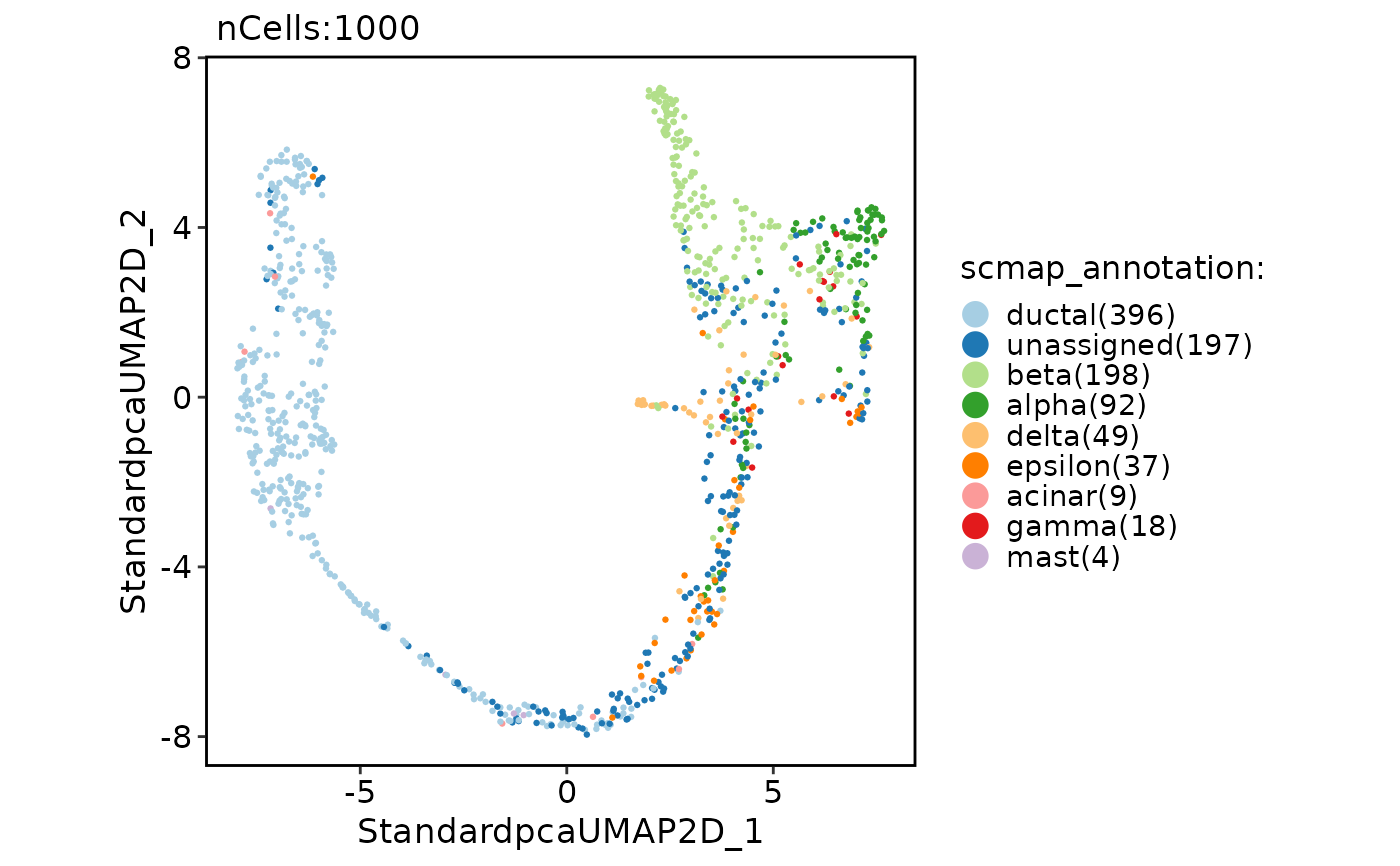 nCells:1000
8
4
0
-4
-8
StandardpcaUMAP2D_2
-5
0
5
StandardpcaUMAP2D_1
scmap_annotation:
ductal(396)
unassigned(197)
beta(198)
alpha(92)
delta(49)
epsilon(37)
acinar(9)
gamma(18)
mast(4)